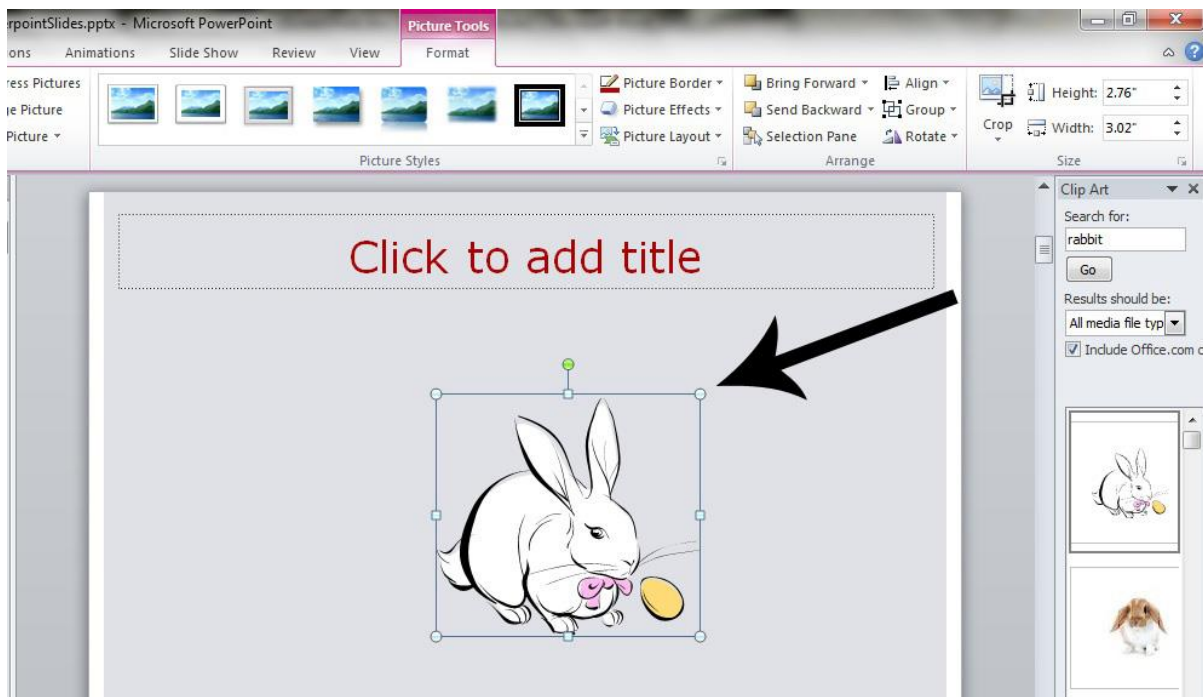 rpointSlides.pptx - Microsoft PowerPoint
Picture Tools
ons Animations Slide Show Review View Format
ress Pictures
ge Picture
Picture
Picture Border
Picture Effects
Picture Layout
Picture Styles
Bring Forward
Send Backward
Selection Pane
Align
Group
Rotate
Arrange
Crop
Height: 2.76"
Width: 3.02"
Size
Click to add title
Clip Art
Search for:
rabbit
Go
Results should be:
All media file typ
Include Office.com c